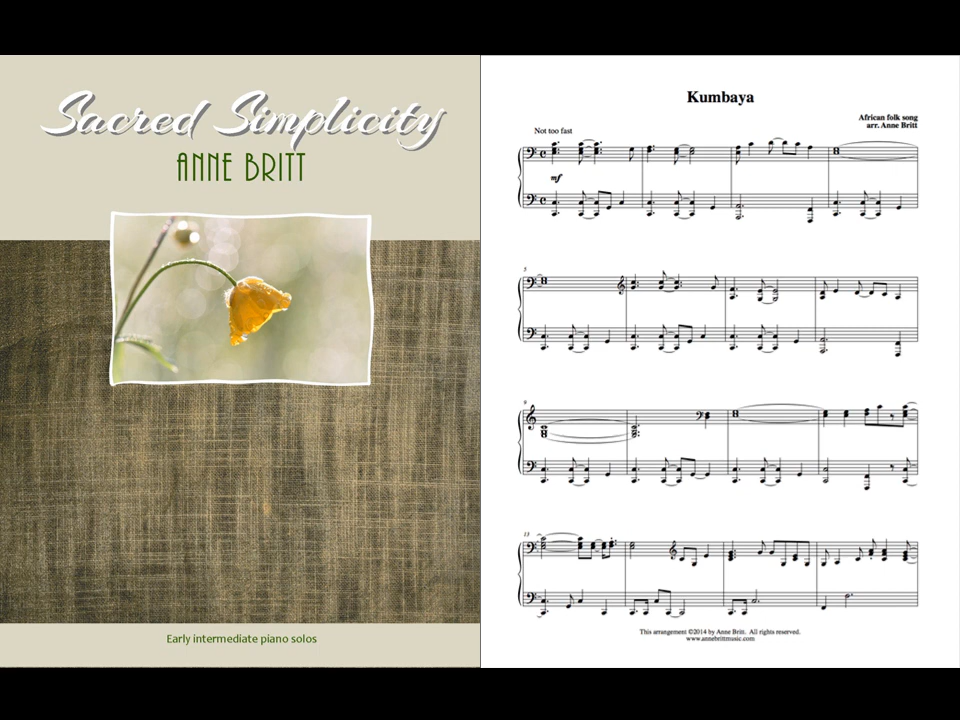 Sacred Simplicity
ANNE BRITT
Early intermediate piano solos
Kumbaya
African folk song
arr. Anne Britt
Not too fast
mf
5
9
13
This arrangement ©2014 by Anne Britt. All rights reserved.
www.annebrittmusic.com